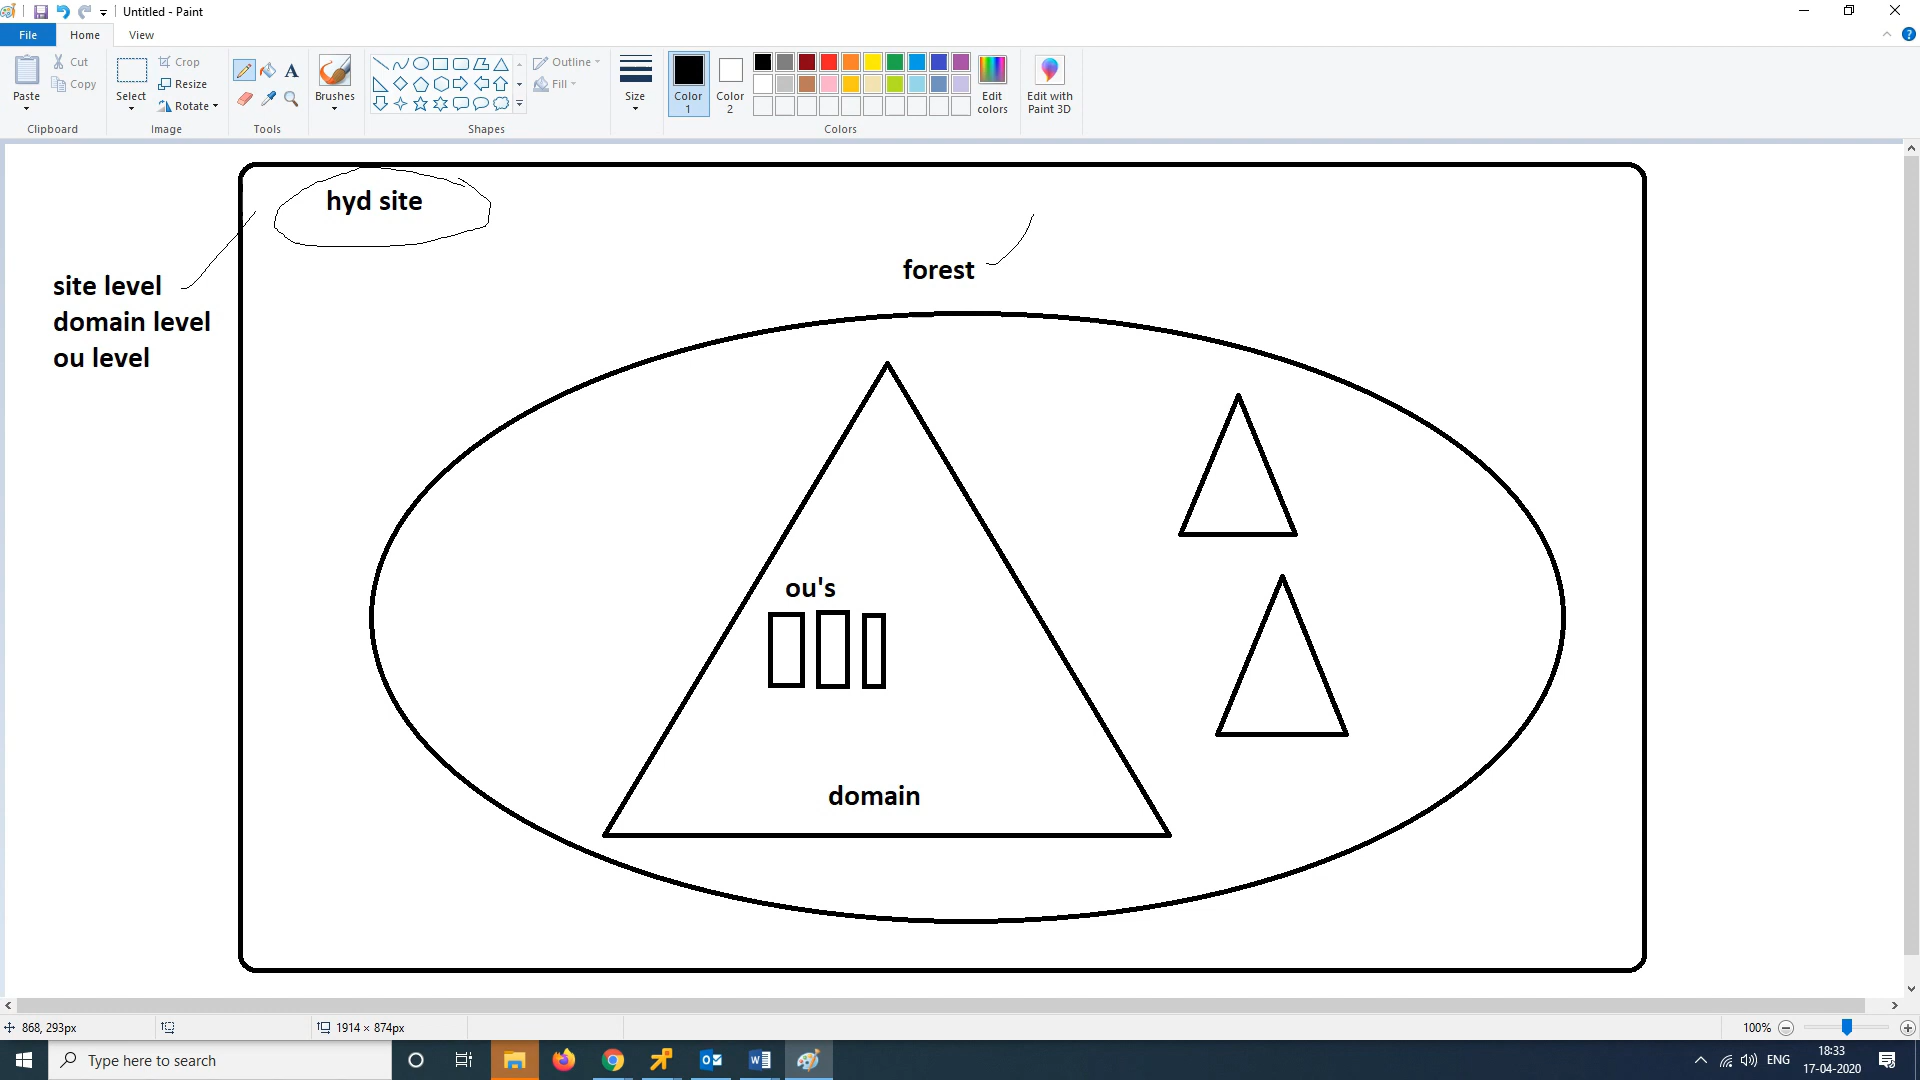 Untitled - Paint
File
Home
View
Paste
Cut
Copy
Clipboard
Select
Crop
Resize
Rotate
Image
A
Tools
Brushes
Outline
Fill
Shapes
Size
Color 1
Color 2
Edit colors
Edit with Paint 3D
Colors
hyd site
forest
site level
domain level
ou level
ou's
domain
868, 293px
1914 × 874px
100%
Type here to search
ENG
18:33
17-04-2020